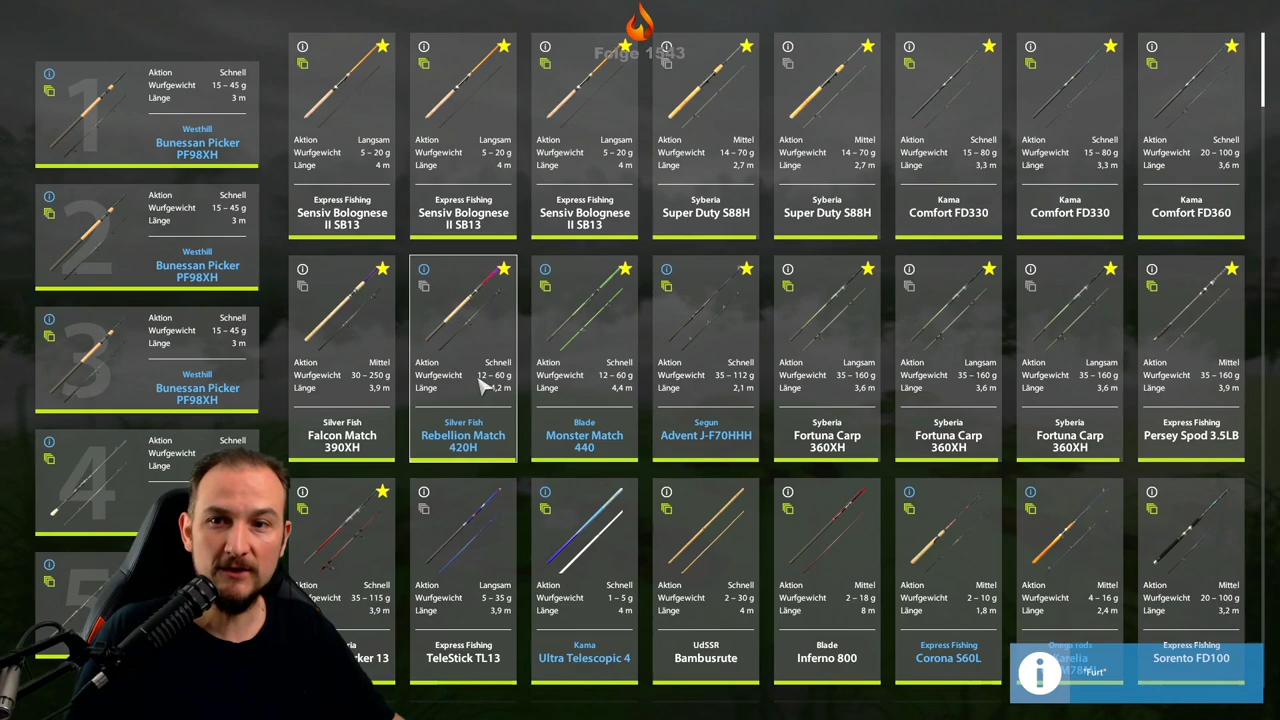 Folge 1543
1
Aktion Schnell
Wurfgewicht 15 – 45 g
Länge 3 m
Westhill
Bunessan Picker
PF98XH
2
Aktion Schnell
Wurfgewicht 15 – 45 g
Länge 3 m
Westhill
Bunessan Picker
PF98XH
3
Aktion Schnell
Wurfgewicht 15 – 45 g
Länge 3 m
Westhill
Bunessan Picker
PF98XH
4
Aktion Schnell
Wurfgewicht
Länge
5
Aktion Langsam
Wurfgewicht 5 – 20 g
Länge 4 m
Express Fishing
Sensiv Bolognese
II SB13
Aktion Langsam
Wurfgewicht 5 – 20 g
Länge 4 m
Express Fishing
Sensiv Bolognese
II SB13
Aktion Langsam
Wurfgewicht 5 – 20 g
Länge 4 m
Express Fishing
Sensiv Bolognese
II SB13
Aktion Mittel
Wurfgewicht 14 – 70 g
Länge 2,7 m
Syberia
Super Duty S88H
Aktion Mittel
Wurfgewicht 14 – 70 g
Länge 2,7 m
Syberia
Super Duty S88H
Aktion Schnell
Wurfgewicht 15 – 80 g
Länge 3,3 m
Kama
Comfort FD330
Aktion Schnell
Wurfgewicht 15 – 80 g
Länge 3,3 m
Kama
Comfort FD330
Aktion Schnell
Wurfgewicht 20 – 100 g
Länge 3,6 m
Kama
Comfort FD360
Aktion Mittel
Wurfgewicht 30 – 250 g
Länge 3,9 m
Silver Fish
Falcon Match
390XH
Aktion Schnell
Wurfgewicht 12 – 60 g
Länge ,2 m
Silver Fish
Rebellion Match
420H
Aktion Schnell
Wurfgewicht 12 – 60 g
Länge 4,4 m
Blade
Monster Match
440
Aktion Schnell
Wurfgewicht 35 – 112 g
Länge 2,1 m
Segun
Advent J-F70HHH
Aktion Langsam
Wurfgewicht 35 – 160 g
Länge 3,6 m
Syberia
Fortuna Carp
360XH
Aktion Langsam
Wurfgewicht 35 – 160 g
Länge 3,6 m
Syberia
Fortuna Carp
360XH
Aktion Langsam
Wurfgewicht 35 – 160 g
Länge 3,6 m
Syberia
Fortuna Carp
360XH
Aktion Mittel
Wurfgewicht 35 – 160 g
Länge 3,9 m
Express Fishing
Persey Spod 3.5LB
Aktion Schnell
Wurfgewicht 35 – 115 g
Länge 3,9 m
ria
rker 13
Aktion Langsam
Wurfgewicht 5 – 35 g
Länge 3,9 m
Express Fishing
TeleStick TL13
Aktion Schnell
Wurfgewicht 1 – 5 g
Länge 4 m
Kama
Ultra Telescopic 4
Aktion Schnell
Wurfgewicht 2 – 30 g
Länge 4 m
UdSSR
Bambusrute
Aktion Mittel
Wurfgewicht 2 – 18 g
Länge 8 m
Blade
Inferno 800
Aktion Mittel
Wurfgewicht 2 – 10 g
Länge 1,8 m
Express Fishing
Corona S60L
Aktion Mittel
Wurfgewicht 4 – 16 g
Länge 2,4 m
Omega rods
Karelia
Aktion Mittel
Wurfgewicht 20 – 100 g
Länge 3,2 m
Express Fishing
Sorento FD100
"Furt"